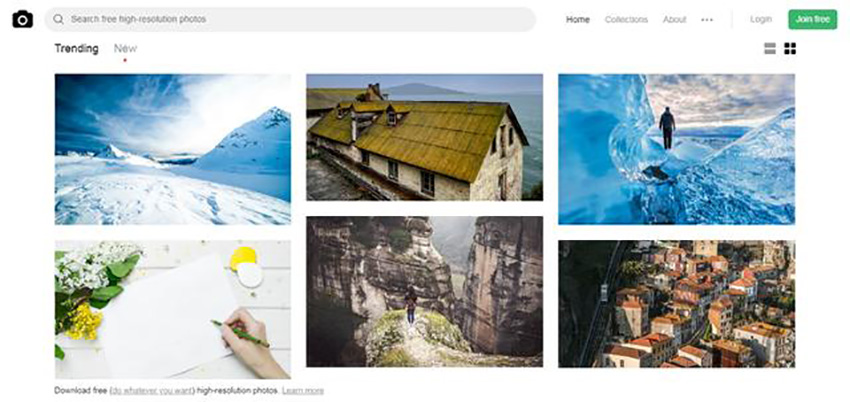 Search free high-resolution photos
Home Collections About ••• Login Join free
Trending New
Download free (do whatever you want) high-resolution photos. Learn more